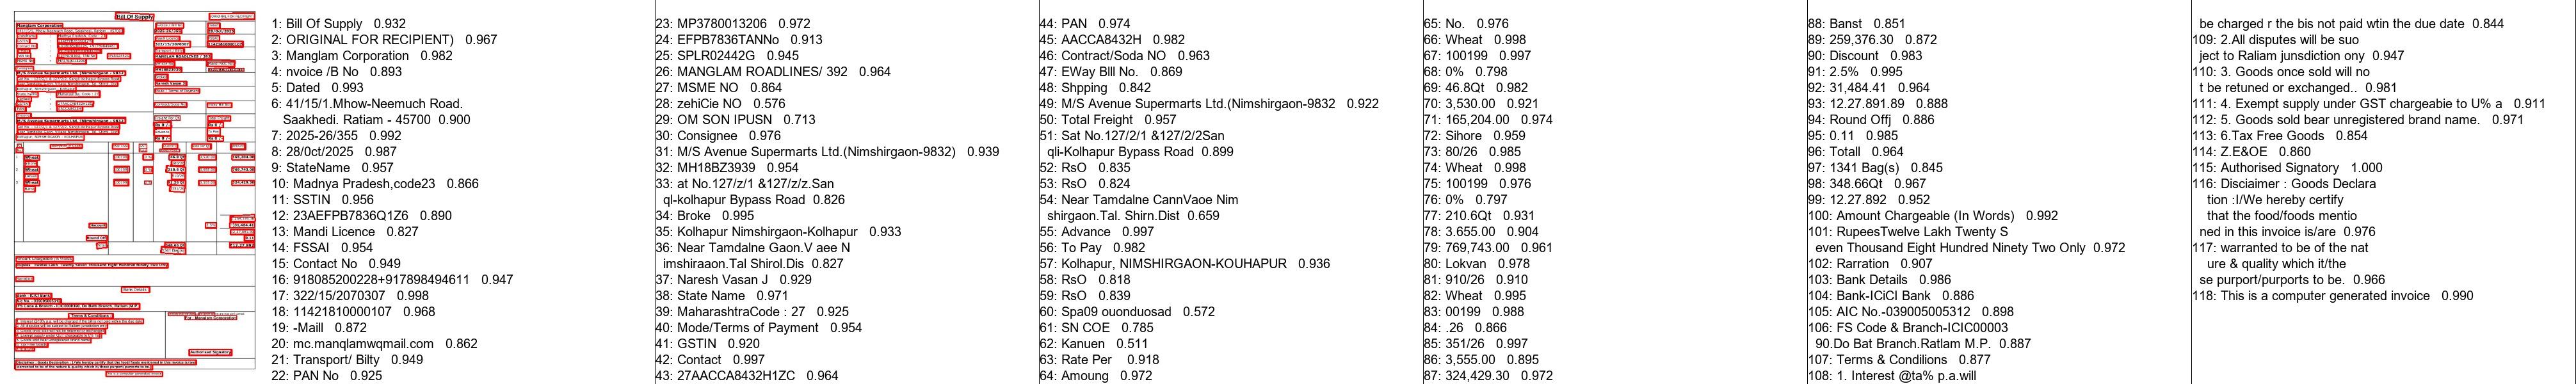 1: Bill Of Supply 0.932
2: ORIGINAL FOR RECIPIENT) 0.967
3: Manglam Corporation 0.982
4: nvoice /B No 0.893
5: Dated 0.993
6: 41/15/1.Mhow-Neemuch Road.
Saakhedi. Ratiam - 45700 0.900
7: 2025-26/355 0.992
8: 28/0ct/2025 0.987
9: StateName 0.957
10: Madnya Pradesh,code23 0.866
11: SSTIN 0.956
12: 23AEFPB7836Q1Z6 0.890
13: Mandi Licence 0.827
14: FSSAI 0.954
15: Contact No 0.949
16: 918085200228+917898494611 0.947
17: 322/15/2070307 0.998
18: 11421810000107 0.968
19: -Maill 0.872
20: mc.manqlamwqmail.com 0.862
21: Transport/ Bilty 0.949
22: PAN No 0.925
23: MP3780013206 0.972
24: EFPB7836TANNo 0.913
25: SPLR02442G 0.945
26: MANGLAM ROADLINES/ 392 0.964
27: MSME NO 0.864
28: zehiCie NO 0.576
29: OM SON IPUSN 0.713
30: Consignee 0.976
31: M/S Avenue Supermarts Ltd.(Nimshirgaon-9832) 0.939
32: MH18BZ3939 0.954
33: at No.127/z/1 &127/z/z.San
ql-kolhapur Bypass Road 0.826
34: Broke 0.995
35: Kolhapur Nimshirgaon-Kolhapur 0.933
36: Near Tamdalne Gaon.V aee N
imshiraaon.Tal Shirol.Dis 0.827
37: Naresh Vasan J 0.929
38: State Name 0.971
39: MaharashtraCode : 27 0.925
40: Mode/Terms of Payment 0.954
41: GSTIN 0.920
42: Contact 0.997
43: 27AACCA8432H1ZC 0.964
44: PAN 0.974
45: AACCA8432H 0.982
46: Contract/Soda NO 0.963
47: EWay BIll No. 0.869
48: Shpping 0.842
49: M/S Avenue Supermarts Ltd.(Nimshirgaon-9832 0.922
50: Total Freight 0.957
51: Sat No.127/2/1 &127/2/2San
qli-Kolhapur Bypass Road 0.899
52: RsO 0.835
53: RsO 0.824
54: Near Tamdalne CannVaoe Nim
shirgaon.Tal. Shirn.Dist 0.659
55: Advance 0.997
56: To Pay 0.982
57: Kolhapur, NIMSHIRGAON-KOUHAPUR 0.936
58: RsO 0.818
59: RsO 0.839
60: Spa09 ouonduosad 0.572
61: SN COE 0.785
62: Kanuen 0.511
63: Rate Per 0.918
64: Amoung 0.972
65: No. 0.976
66: Wheat 0.998
67: 100199 0.997
68: 0% 0.798
69: 46.8Qt 0.982
70: 3,530.00 0.921
71: 165,204.00 0.974
72: Sihore 0.959
73: 80/26 0.985
74: Wheat 0.998
75: 100199 0.976
76: 0% 0.797
77: 210.6Qt 0.931
78: 3.655.00 0.904
79: 769,743.00 0.961
80: Lokvan 0.978
81: 910/26 0.910
82: Wheat 0.995
83: 00199 0.988
84: .26 0.866
85: 351/26 0.997
86: 3,555.00 0.895
87: 324,429.30 0.972
88: Banst 0.851
89: 259,376.30 0.872
90: Discount 0.983
91: 2.5% 0.995
92: 31,484.41 0.964
93: 12.27.891.89 0.888
94: Round Offj 0.886
95: 0.11 0.985
96: Totall 0.964
97: 1341 Bag(s) 0.845
98: 348.66Qt 0.967
99: 12.27.892 0.952
100: Amount Chargeable (In Words) 0.992
101: RupeesTwelve Lakh Twenty S
even Thousand Eight Hundred Ninety Two Only 0.972
102: Rarration 0.907
103: Bank Details 0.986
104: Bank-ICiCI Bank 0.886
105: AIC No.-039005005312 0.898
106: FS Code & Branch-ICIC00003
90.Do Bat Branch.Ratlam M.P. 0.887
107: Terms & Condilions 0.877
108: 1. Interest @ta% p.a.will
be charged r the bis not paid wtin the due date 0.844
109: 2.All disputes will be suo
ject to Raliam junsdiction ony 0.947
110: 3. Goods once sold will no
t be retuned or exchanged.. 0.981
111: 4. Exempt supply under GST chargeabie to U% a 0.911
112: 5. Goods sold bear unregistered brand name. 0.971
113: 6.Tax Free Goods 0.854
114: Z.E&OE 0.860
115: Authorised Signatory 1.000
116: Disciaimer : Goods Declara
tion :I/We hereby certify
that the food/foods mentio
ned in this invoice is/are 0.976
117: warranted to be of the nat
ure & quality which it/the
se purport/purports to be. 0.966
118: This is a computer generated invoice 0.990